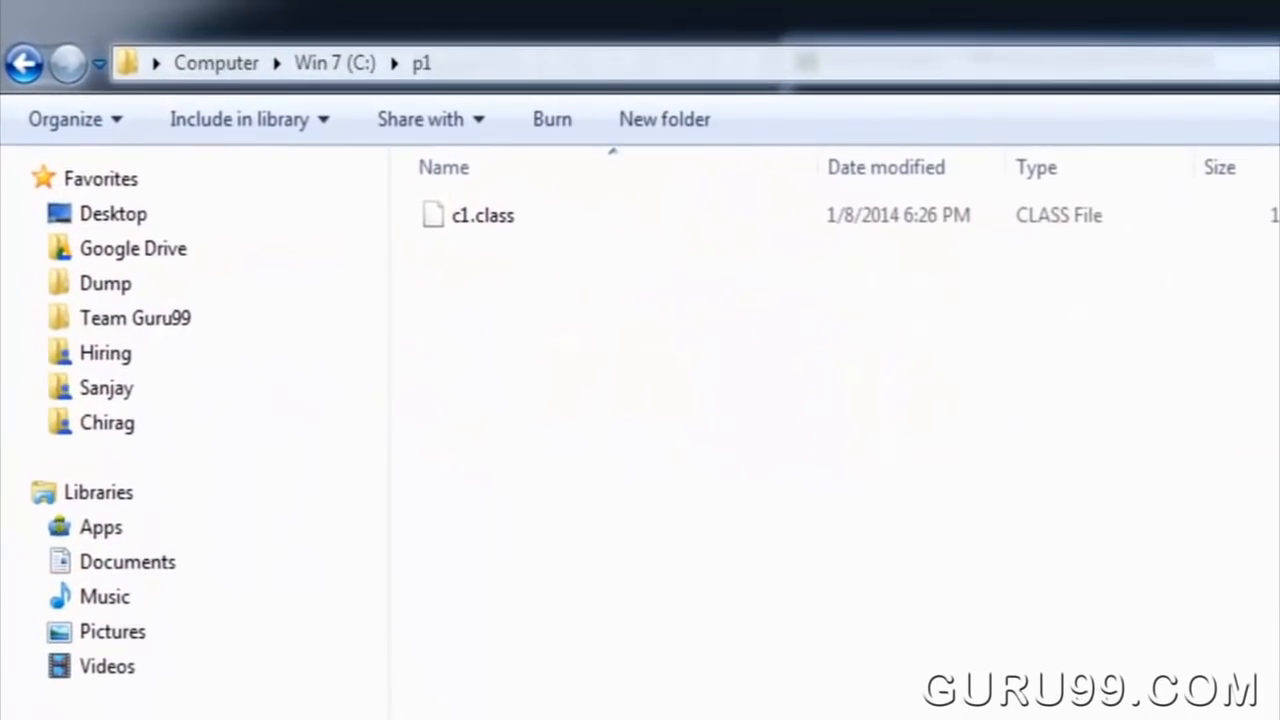 Computer Win 7 (C:) p1
Organize Include in library Share with Burn New folder
Name Date modified Type Size
c1.class 1/8/2014 6:26 PM CLASS File 1
Favorites
Desktop
Google Drive
Dump
Team Guru99
Hiring
Sanjay
Chirag
Libraries
Apps
Documents
Music
Pictures
Videos
GURU99.COM